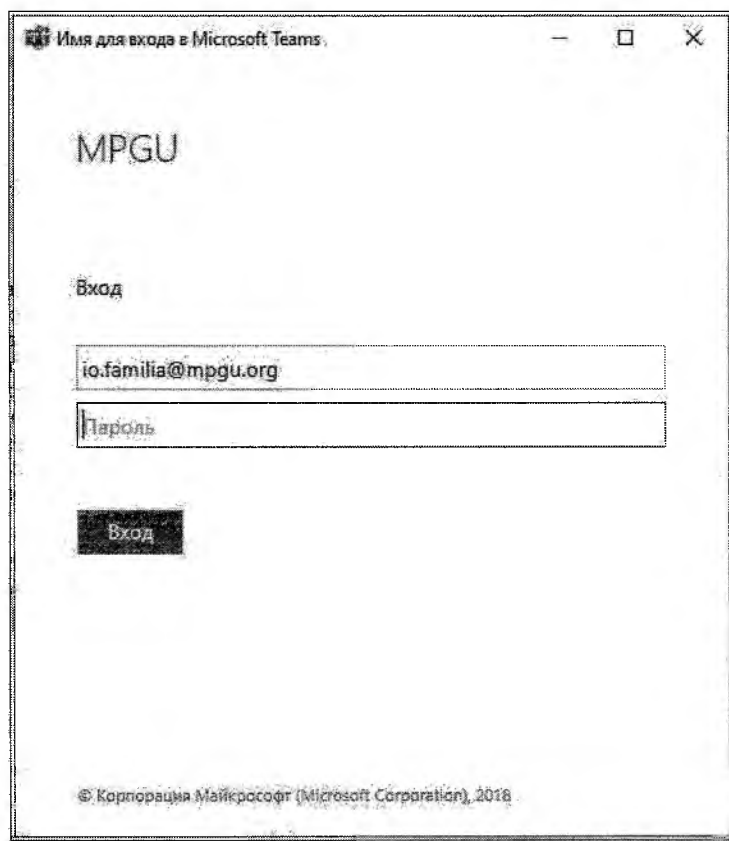 Имя для входа в Microsoft Teams
MPGU
Вход
io.familia@mpgu.org
Пароль
Вход
© Корпорация Майкрософт (Microsoft Corporation), 2018